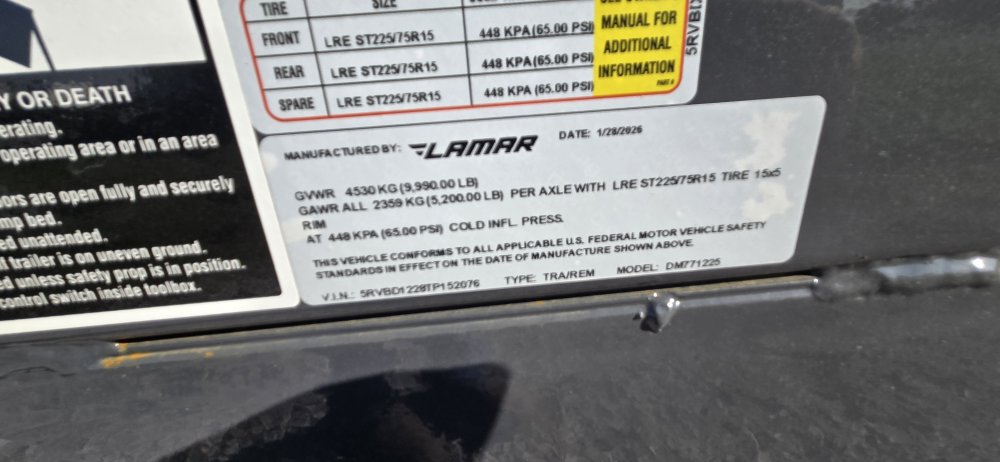 TIRE SIZE
FRONT LRE ST225/75R15 448 KPA (65.00 PSI)
REAR LRE ST225/75R15 448 KPA (65.00 PSI)
SPARE LRE ST225/75R15 448 KPA (65.00 PSI)
MANUAL FOR
ADDITIONAL
INFORMATION
Y OR DEATH
erating.
operating area or in an area
ors are open fully and securely
mp bed.
ed unattended.
trailer is on uneven ground.
ed unless safety prop is in position.
control switch inside toolbox.
MANUFACTURED BY: LAMAR DATE: 1/28/2026
GVWR 4530 KG (9,990.00 LB)
GAWR ALL 2359 KG (5,200.00 LB) PER AXLE WITH LRE ST225/75R15 TIRE 15x5
RIM
AT 448 KPA (65.00 PSI) COLD INFL. PRESS.
THIS VEHICLE CONFORMS TO ALL APPLICABLE U.S. FEDERAL MOTOR VEHICLE SAFETY
STANDARDS IN EFFECT ON THE DATE OF MANUFACTURE SHOWN ABOVE.
V.I.N.: 5RVBD1228TP152076 TYPE: TRA/REM MODEL: DM771225